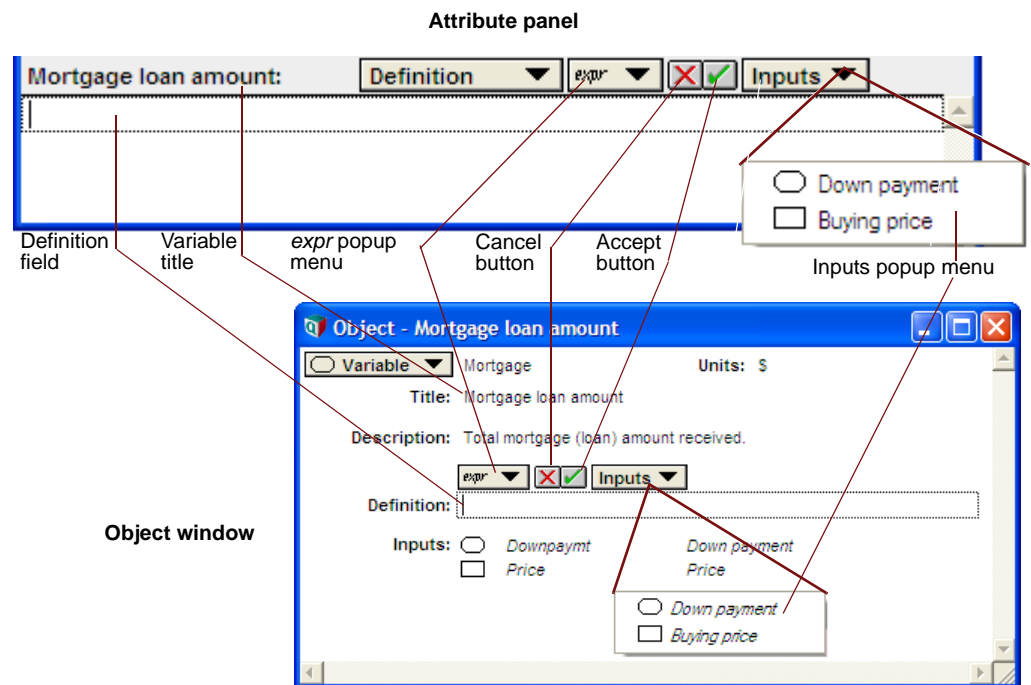 Attribute panel
Mortgage loan amount: Definition expr Inputs
Down payment
Buying price
Definition field
Variable title
expr popup menu
Cancel button
Accept button
Inputs popup menu
Object - Mortgage loan amount
Variable Mortgage Units: $
Title: Mortgage loan amount
Description: Total mortgage (loan) amount received.
expr Inputs
Definition:
Object window
Inputs: Downpaymt Down payment
Price Price
Down payment
Buying price